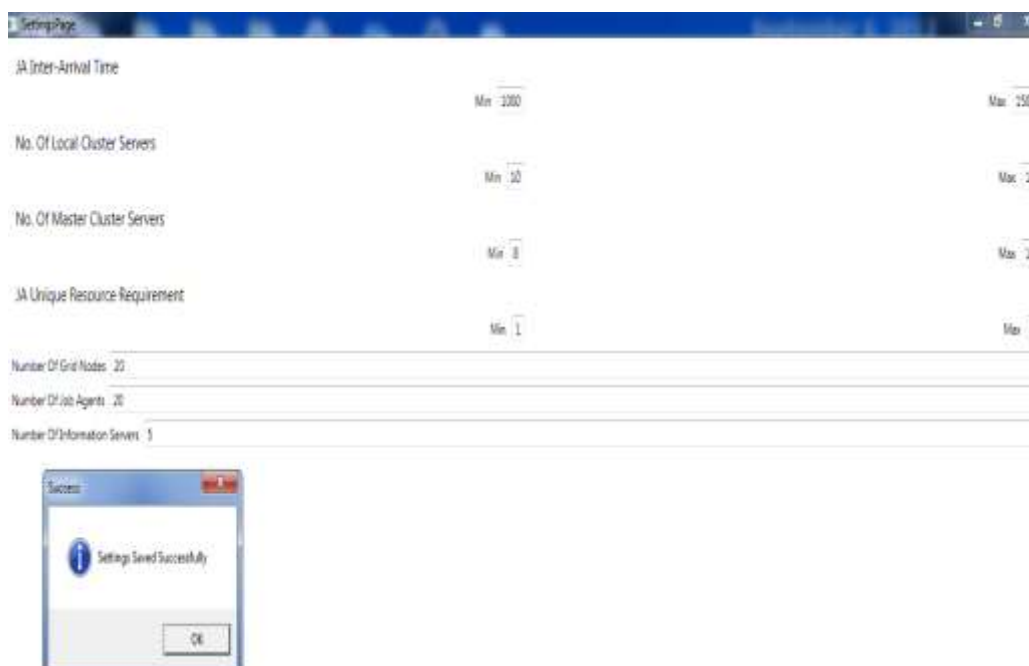 SettingsPage
JA Inter-Arrival Time
Min 1000 Max
No. Of Local Cluster Servers
Min 10 Max
No. Of Master Cluster Servers
Min 8 Max
JA Unique Resource Requirement
Min 1 Max
Number Of Grid Nodes 20
Number Of Job Agents 20
Number Of Information Servers 5
Success
Settings Saved Successfully
OK